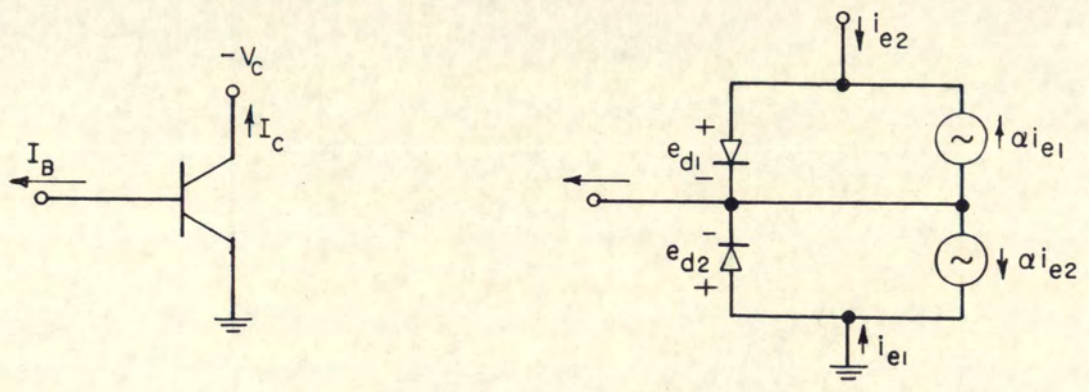 -V_C
I_C
I_B
i_e2
+
e_d1
-
αi_e1
-
e_d2
+
αi_e2
i_e1